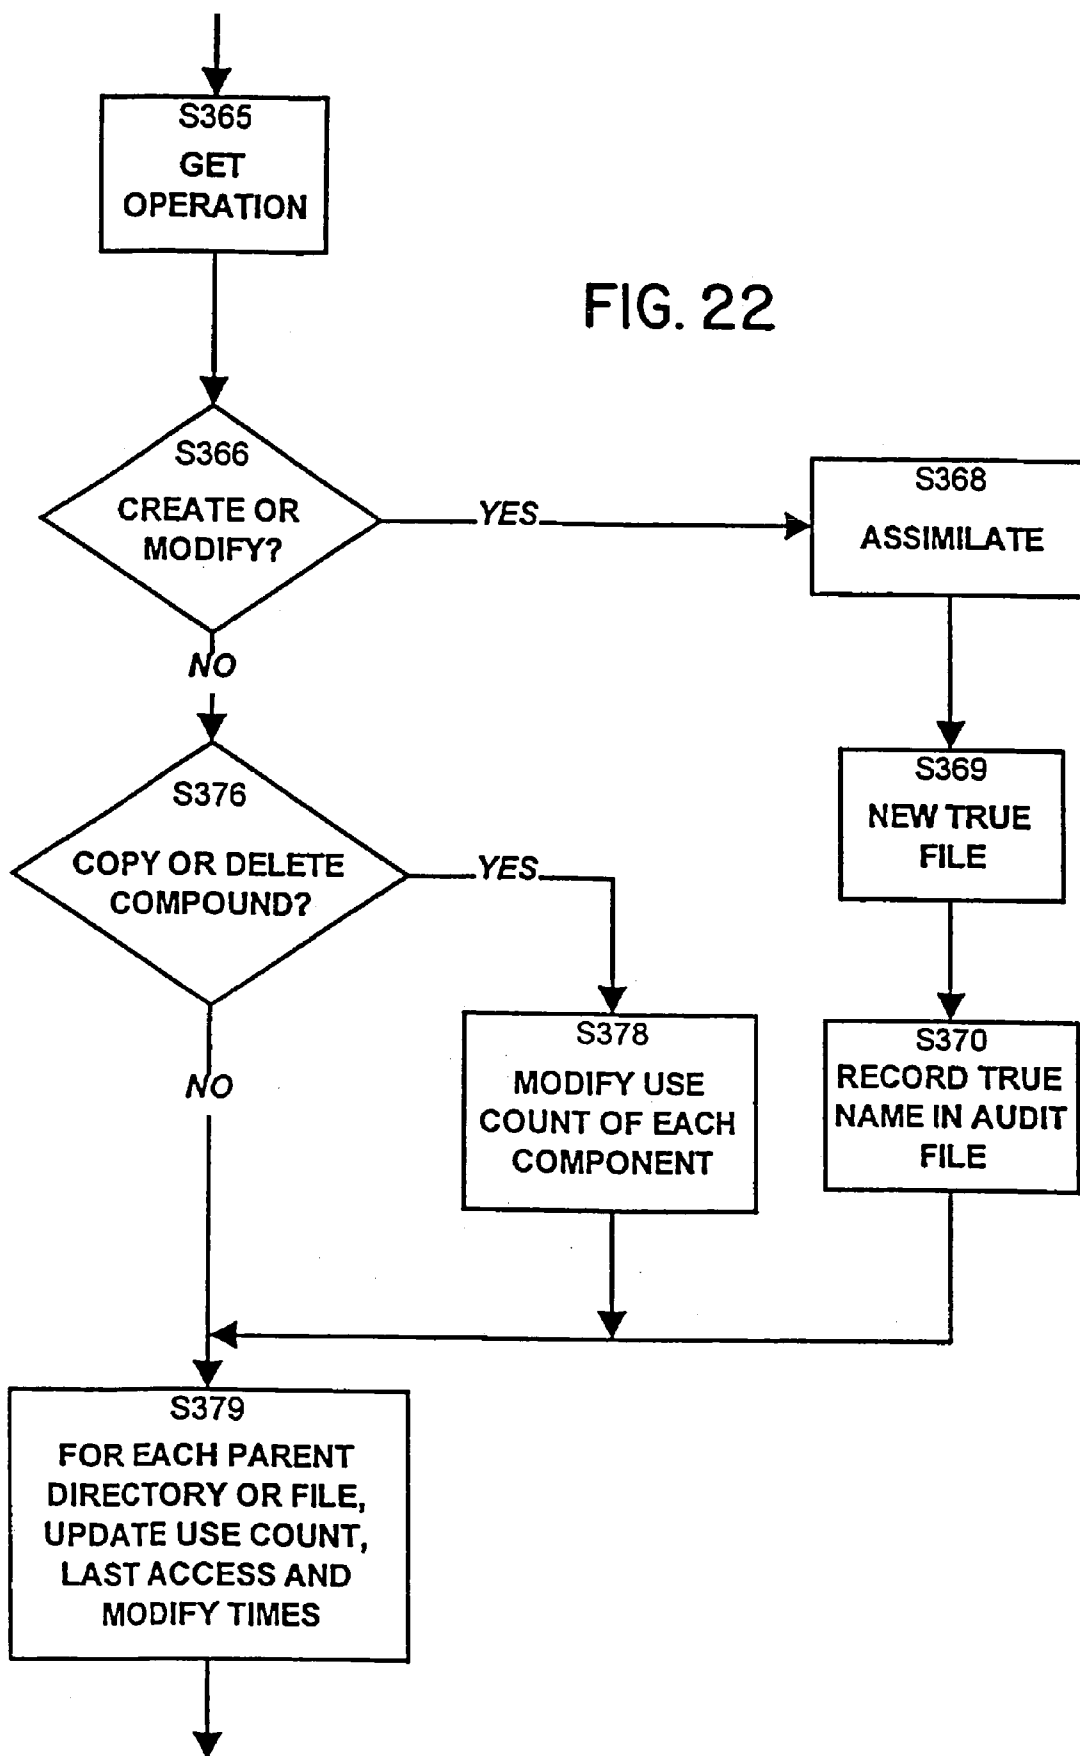 S365
GET
OPERATION
FIG. 22
S366
CREATE OR
MODIFY?
YES
S368
ASSIMILATE
NO
S369
NEW TRUE
FILE
S376
COPY OR DELETE
COMPOUND?
YES
S378
MODIFY USE
COUNT OF EACH
COMPONENT
S370
RECORD TRUE
NAME IN AUDIT
FILE
NO
S379
FOR EACH PARENT
DIRECTORY OR FILE,
UPDATE USE COUNT,
LAST ACCESS AND
MODIFY TIMES